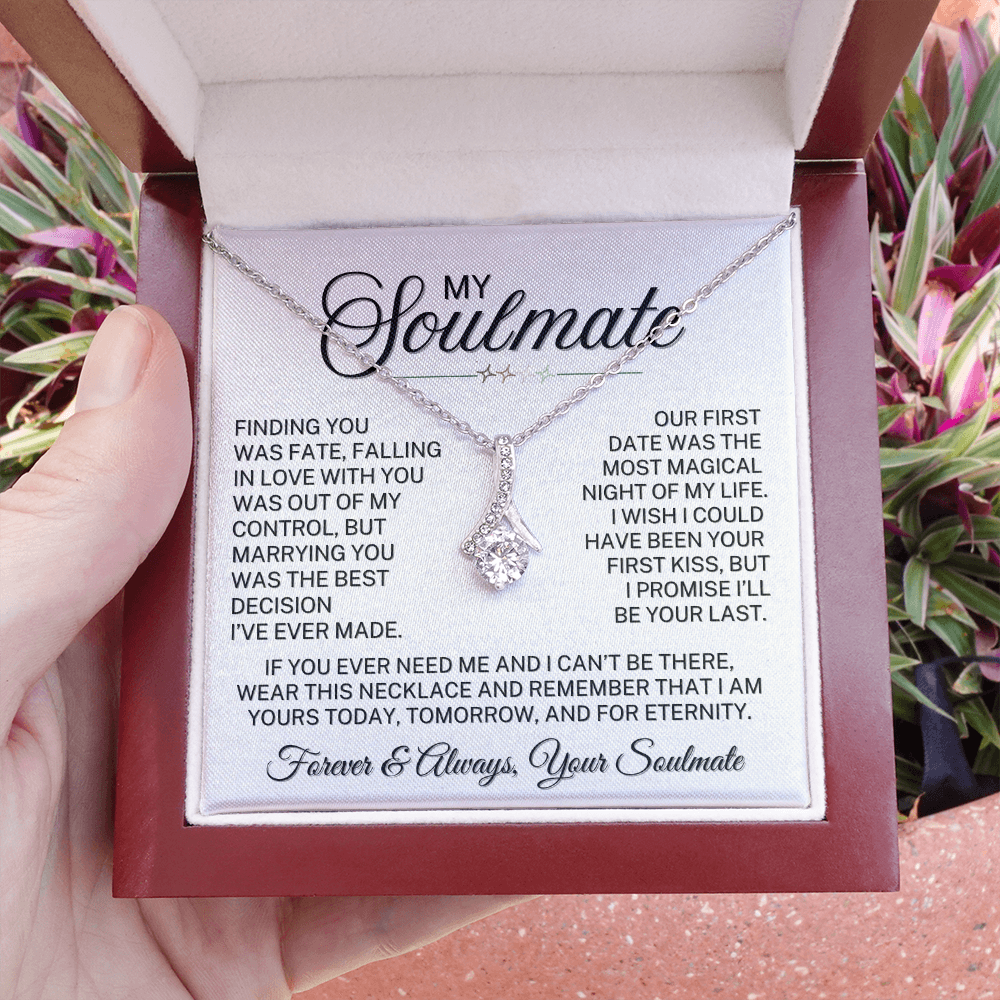 MY
Soulmate
FINDING YOU
WAS FATE, FALLING
IN LOVE WITH YOU
WAS OUT OF MY
CONTROL, BUT
MARRYING YOU
WAS THE BEST
DECISION
I'VE EVER MADE.
OUR FIRST
DATE WAS THE
MOST MAGICAL
NIGHT OF MY LIFE.
I WISH I COULD
HAVE BEEN YOUR
FIRST KISS, BUT
I PROMISE I'LL
BE YOUR LAST.
IF YOU EVER NEED ME AND I CAN'T BE THERE,
WEAR THIS NECKLACE AND REMEMBER THAT I AM
YOURS TODAY, TOMORROW, AND FOR ETERNITY.
Forever & Always, Your Soulmate